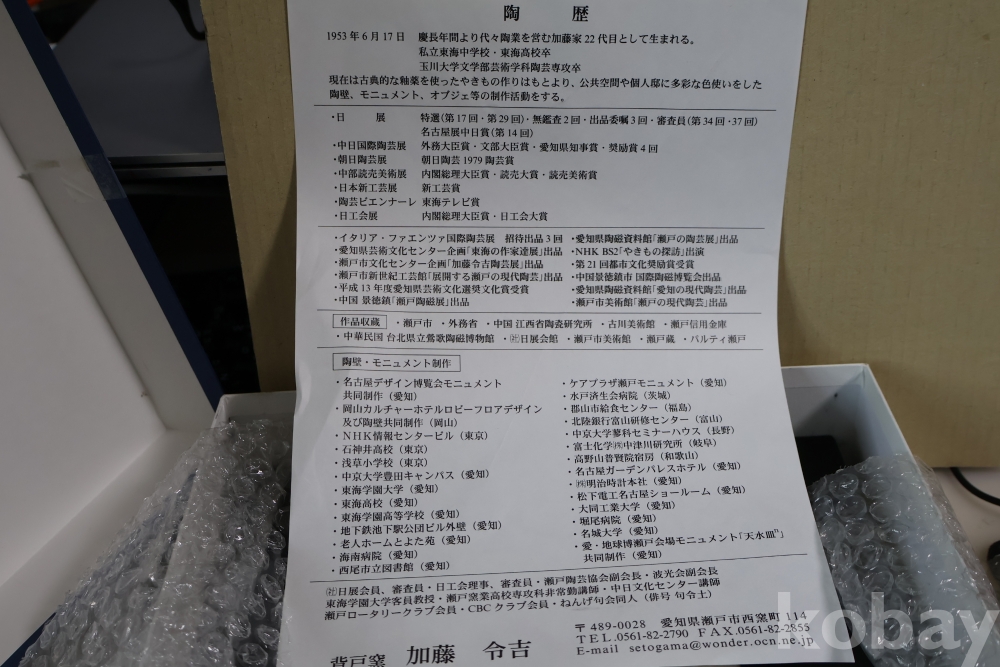 陶 歴
1953年6月17日 慶長年間より代々陶業を営む加藤家22代目として生まれる。
私立東海中学校・東海高校卒
玉川大学文学部芸術学科陶芸専攻卒
現在は古典的な釉薬を使ったやきもの作りはもとより、公共空間や個人邸に多彩な色使いをした
陶壁、モニュメント、オブジェ等の制作活動をする。
・日 展 特選(第17回・第29回)・無鑑査2回・出品委嘱3回・審査員(第34回・37回)
名古屋展中日賞(第14回)
・中日国際陶芸展 外務大臣賞・文部大臣賞・愛知県知事賞・奨励賞4回
・朝日陶芸展 朝日陶芸1979陶芸賞
・中部読売美術展 内閣総理大臣賞・読売大賞・読売美術賞
・日本新工芸展 新工芸賞
・陶芸ビエンナーレ 東海テレビ賞
・日工会展 内閣総理大臣賞・日工会大賞
・イタリア・ファエンツァ国際陶芸展 招待出品3回 ・愛知県陶磁資料館「瀬戸の陶芸展」出品
・愛知県芸術文化センター企画「東海の作家達展」出品 ・NHK BS2「やきもの探訪」出演
・瀬戸市文化センター企画「加藤令吉陶芸展」出品 ・第21回都市文化奨励賞受賞
・瀬戸市新世紀工芸館「展開する瀬戸の現代陶芸」出品 ・中国景徳鎮市 国際陶磁博覧会出品
・平成13年度愛知県芸術文化選奨文化賞受賞 ・愛知県陶磁資料館「愛知の現代陶芸」出品
・中国 景徳鎮「瀬戸陶磁展」出品 ・瀬戸市美術館「瀬戸の現代陶芸」出品
作品収蔵 ・瀬戸市 ・外務省 ・中国 江西省陶瓷研究所 ・古川美術館 ・瀬戸信用金庫
・中華民国 台北県立鶯歌陶磁博物館 ・㈳日展会館 ・瀬戸市美術館 ・瀬戸蔵 ・パルティ瀬戸
陶壁・モニュメント制作
・名古屋デザイン博覧会モニュメント
共同制作(愛知)
・岡山カルチャーホテルロビーフロアデザイン
及び陶壁共同制作(岡山)
・NHK情報センタービル(東京)
・石神井高校(東京)
・浅草小学校(東京)
・中京大学豊田キャンパス(愛知)
・東海学園大学(愛知)
・東海高校(愛知)
・東海学園高等学校(愛知)
・地下鉄池下駅公団ビル外壁(愛知)
・老人ホームとよた苑(愛知)
・海南病院(愛知)
・西尾市立図書館(愛知)
・ケアプラザ瀬戸モニュメント(愛知)
・水戸済生会病院(茨城)
・郡山市給食センター(福島)
・北陸銀行富山研修センター(富山)
・中京大学蓼科セミナーハウス(長野)
・富士化学㈱中津川研究所(岐阜)
・高野山普賢院宿房(和歌山)
・名古屋ガーデンパレスホテル(愛知)
・㈱明治時計本社(愛知)
・松下電工名古屋ショールーム(愛知)
・大同工業大学(愛知)
・堀尾病院(愛知)
・名城大学(愛知)
・愛・地球博瀬戸会場モニュメント「天水皿n」
共同制作(愛知)
㈳日展会員、審査員・日工会理事、審査員・瀬戸陶芸協会副会長・波光会副会長
東海学園大学客員教授・瀬戸窯業高校専攻科非常勤講師・中日文化センター講師
瀬戸ロータリークラブ会員・CBCクラブ会員・ねんげ句会同人(俳号 句令土)
〒489-0028 愛知県瀬戸市西窯町114
TEL.0561-82-2790 FAX.0561-82-2855
E-mail setogama@wonder.ocn.ne.jp
背戸窯 加藤 令吉
kobay